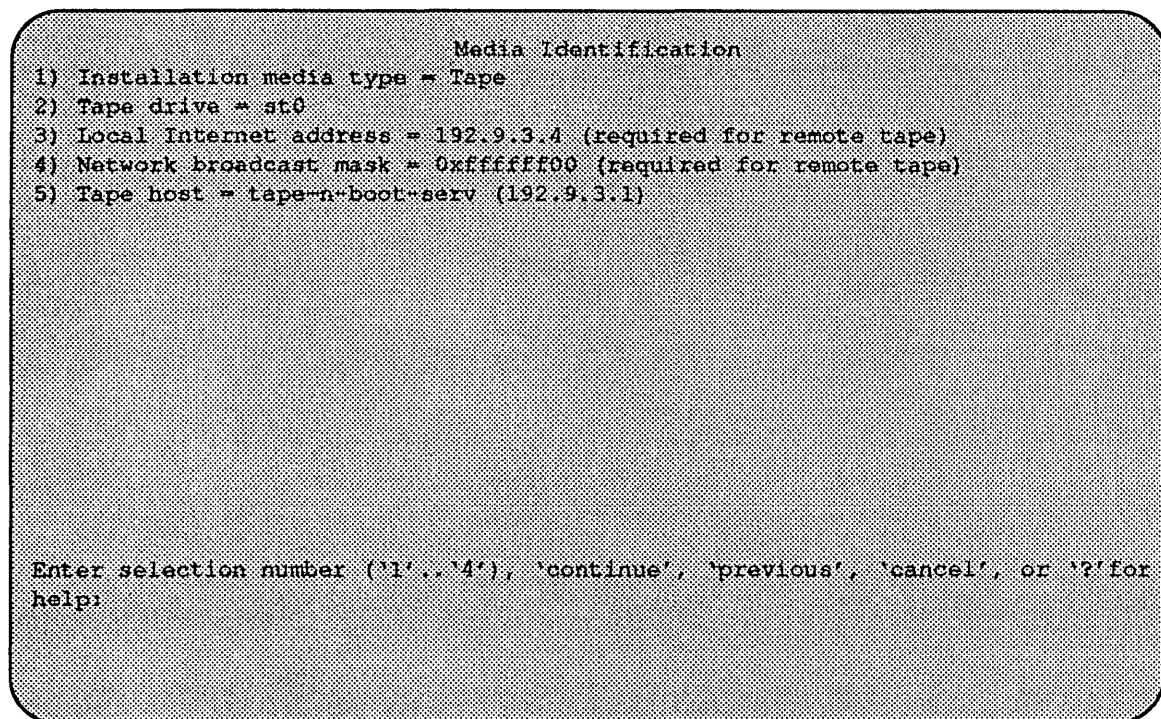 Media Identification
1) Installation media type = Tape
2) Tape drive = st0
3) Local Internet address = 192.9.3.4 (required for remote tape)
4) Network broadcast mask = 0xffffff00 (required for remote tape)
5) Tape host = tape-n-boot-serv (192.9.3.1)
Enter selection number ('1'..'4'), 'continue', 'previous', 'cancel', or '?'for
help: